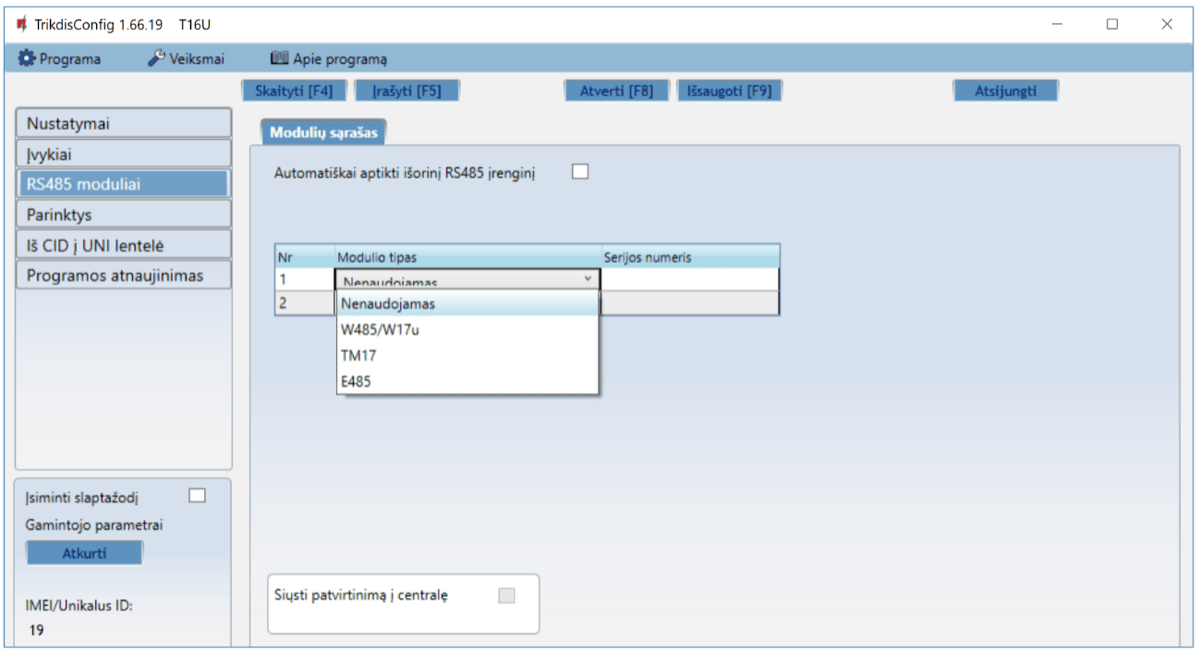 TrikdisConfig 1.66.19 T16U
Programa Veiksmai Apie programą
Skaityti [F4] Įrašyti [F5] Atverti [F8] Išsaugoti [F9] Atsijungti
Nustatymai
Įvykiai
RS485 moduliai
Parinktys
Iš CID į UNI lentelė
Programos atnaujinimas
Modulių sąrašas
Automatiškai aptikti išorinį RS485 įrenginį
Nr Modulio tipas Serijos numeris
1 Nenaudojamas
2
Nenaudojamas
W485/W17u
TM17
E485
Įsiminti slaptažodį
Gamintojo parametrai
Atkurti
IMEI/Unikalus ID:
19
Siųsti patvirtinimą į centralę